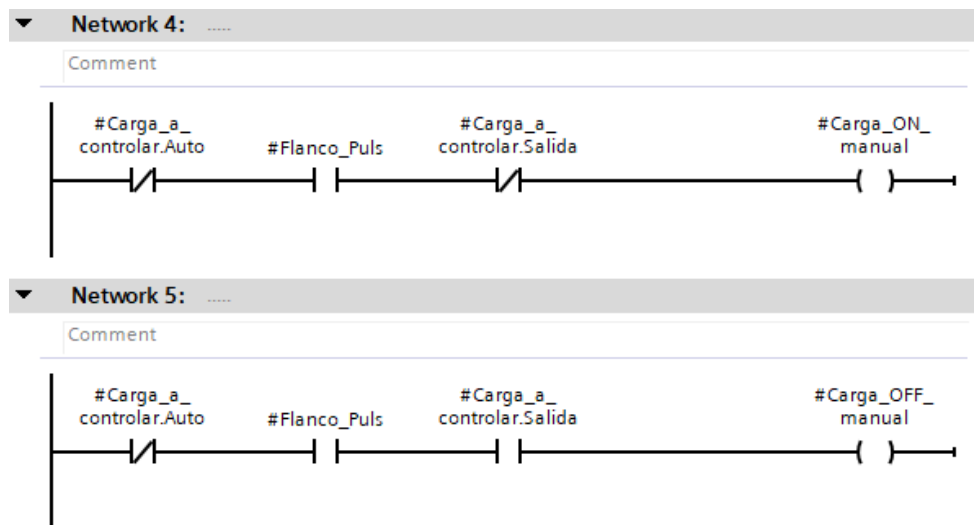 Network 4: .....
Comment
#Carga_a_
controlar.Auto
#Flanco_Puls
#Carga_a_
controlar.Salida
#Carga_ON_
manual
Network 5: .....
Comment
#Carga_a_
controlar.Auto
#Flanco_Puls
#Carga_a_
controlar.Salida
#Carga_OFF_
manual